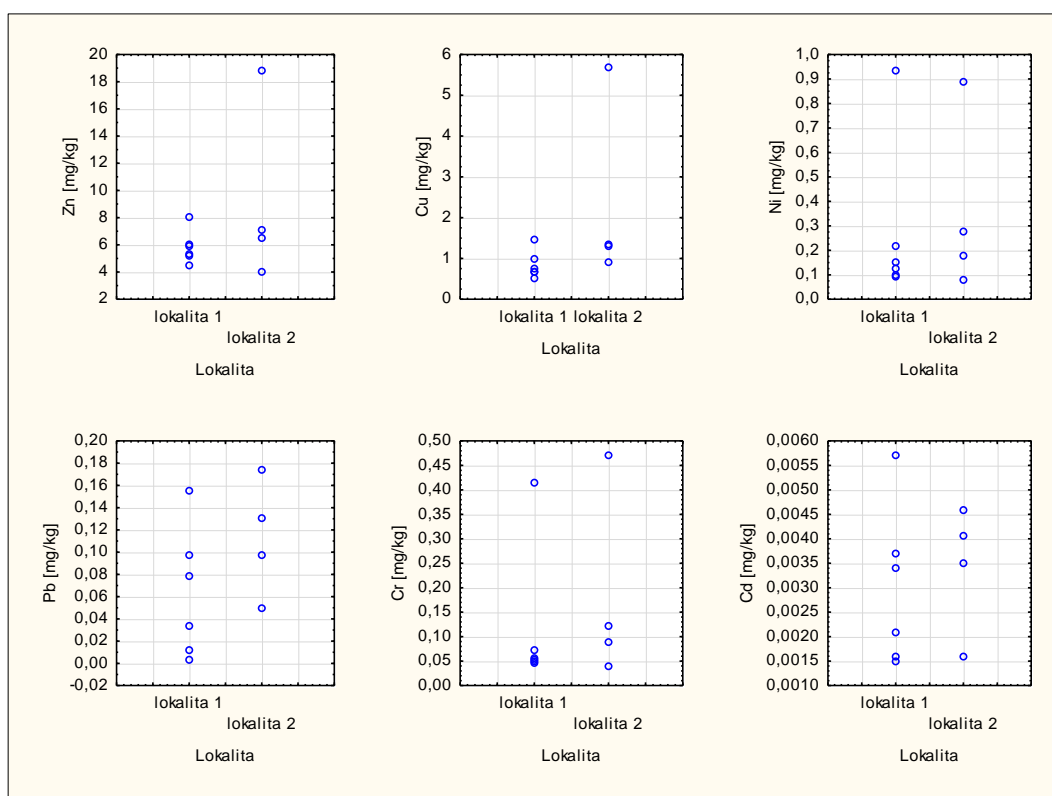 Zn [mg/kg]
20
18
16
14
12
10
8
6
4
2
lokalita 1
lokalita 2
Lokalita
Cu [mg/kg]
6
5
4
3
2
1
0
lokalita 1 lokalita 2
Lokalita
Ni [mg/kg]
1,0
0,9
0,8
0,7
0,6
0,5
0,4
0,3
0,2
0,1
0,0
lokalita 1
lokalita 2
Lokalita
Pb [mg/kg]
0,20
0,18
0,16
0,14
0,12
0,10
0,08
0,06
0,04
0,02
0,00
-0,02
lokalita 1
lokalita 2
Lokalita
Cr [mg/kg]
0,50
0,45
0,40
0,35
0,30
0,25
0,20
0,15
0,10
0,05
0,00
lokalita 1
lokalita 2
Lokalita
Cd [mg/kg]
0,0060
0,0055
0,0050
0,0045
0,0040
0,0035
0,0030
0,0025
0,0020
0,0015
0,0010
lokalita 1
lokalita 2
Lokalita